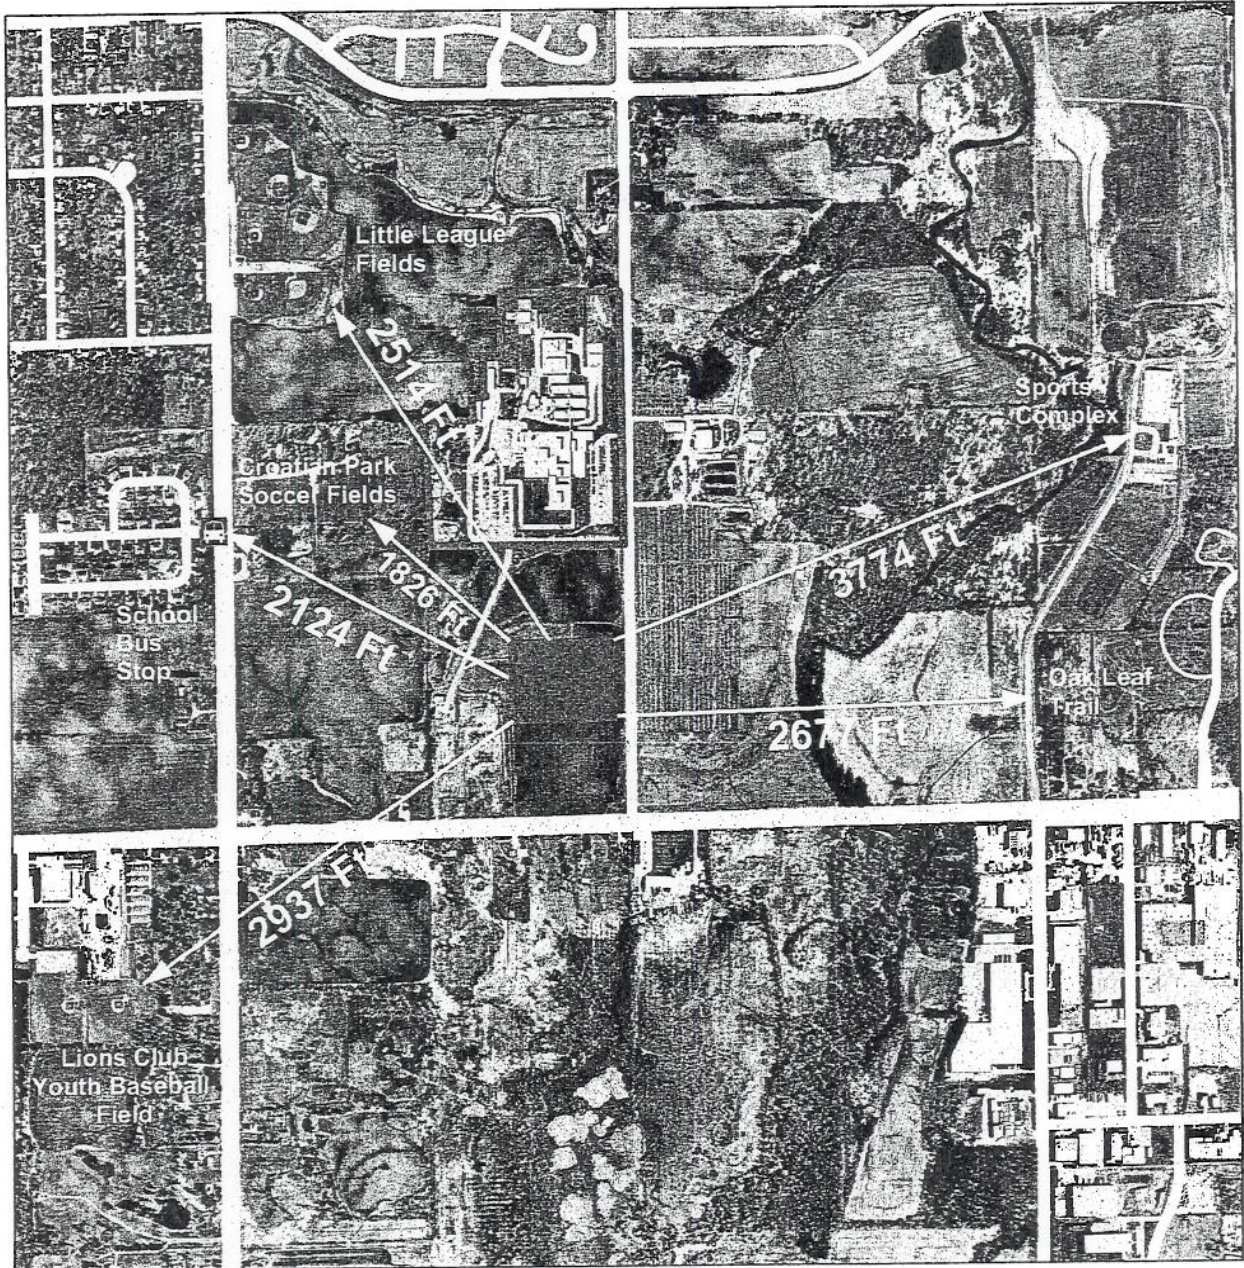 Little League
Fields
2514 Ft
Sports
Complex
Croatian Park
Soccer Fields
3774 Ft
1826 Ft
2124 Ft
School
Bus
Stop
Oak Leaf
Trail
2677 Ft
2937 Ft
Lions Club
Youth Baseball
Field